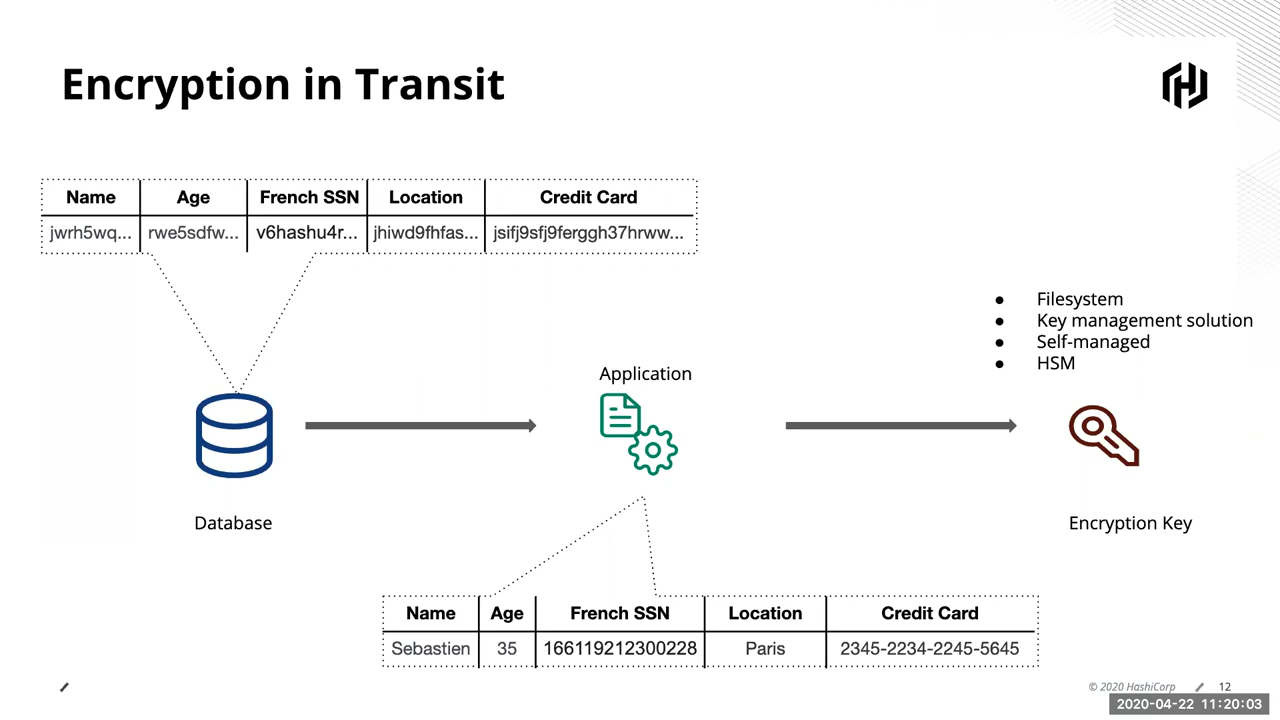 Encryption in Transit
Name Age French SSN Location Credit Card
jwrh5wq... rwe5sdfw... v6hashu4r... jhiwd9fhfas... jsifj9sfj9ferggh37hrww...
● Filesystem
● Key management solution
● Self-managed
● HSM
Application
Database
Encryption Key
Name Age French SSN Location Credit Card
Sebastien 35 166119212300228 Paris 2345-2234-2245-5645
© 2020 HashiCorp 12
2020-04-22 11:20:03